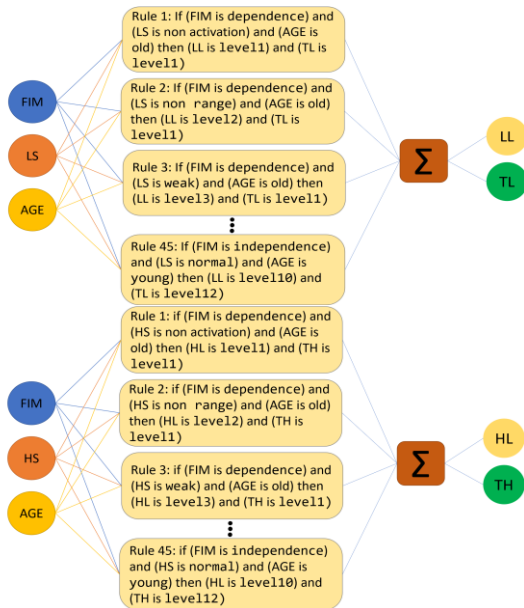 Rule 1: If (FIM is dependence) and
(LS is non activation) and (AGE is
old) then (LL is level1) and (TL is
level1)
FIM
Rule 2: If (FIM is dependence) and
(LS is non range) and (AGE is old)
then (LL is level2) and (TL is
level1)
LS
Rule 3: If (FIM is dependence) and
(LS is weak) and (AGE is old) then
(LL is level3) and (TL is level1)
AGE
Rule 45: If (FIM is independence)
and (LS is normal) and (AGE is
young) then (LL is level10) and
(TL is level12)
Σ
LL
TL
Rule 1: if (FIM is dependence) and
(HS is non activation) and (AGE is
old) then (HL is level1) and (TH is
level1)
FIM
Rule 2: if (FIM is dependence) and
(HS is non range) and (AGE is old)
then (HL is level2) and (TH is
level1)
HS
Rule 3: if (FIM is dependence) and
(HS is weak) and (AGE is old) then
(HL is level3) and (TH is level1)
AGE
Rule 45: if (FIM is independence)
and (HS is normal) and (AGE is
young) then (HL is level10) and
(TH is level12)
Σ
HL
TH